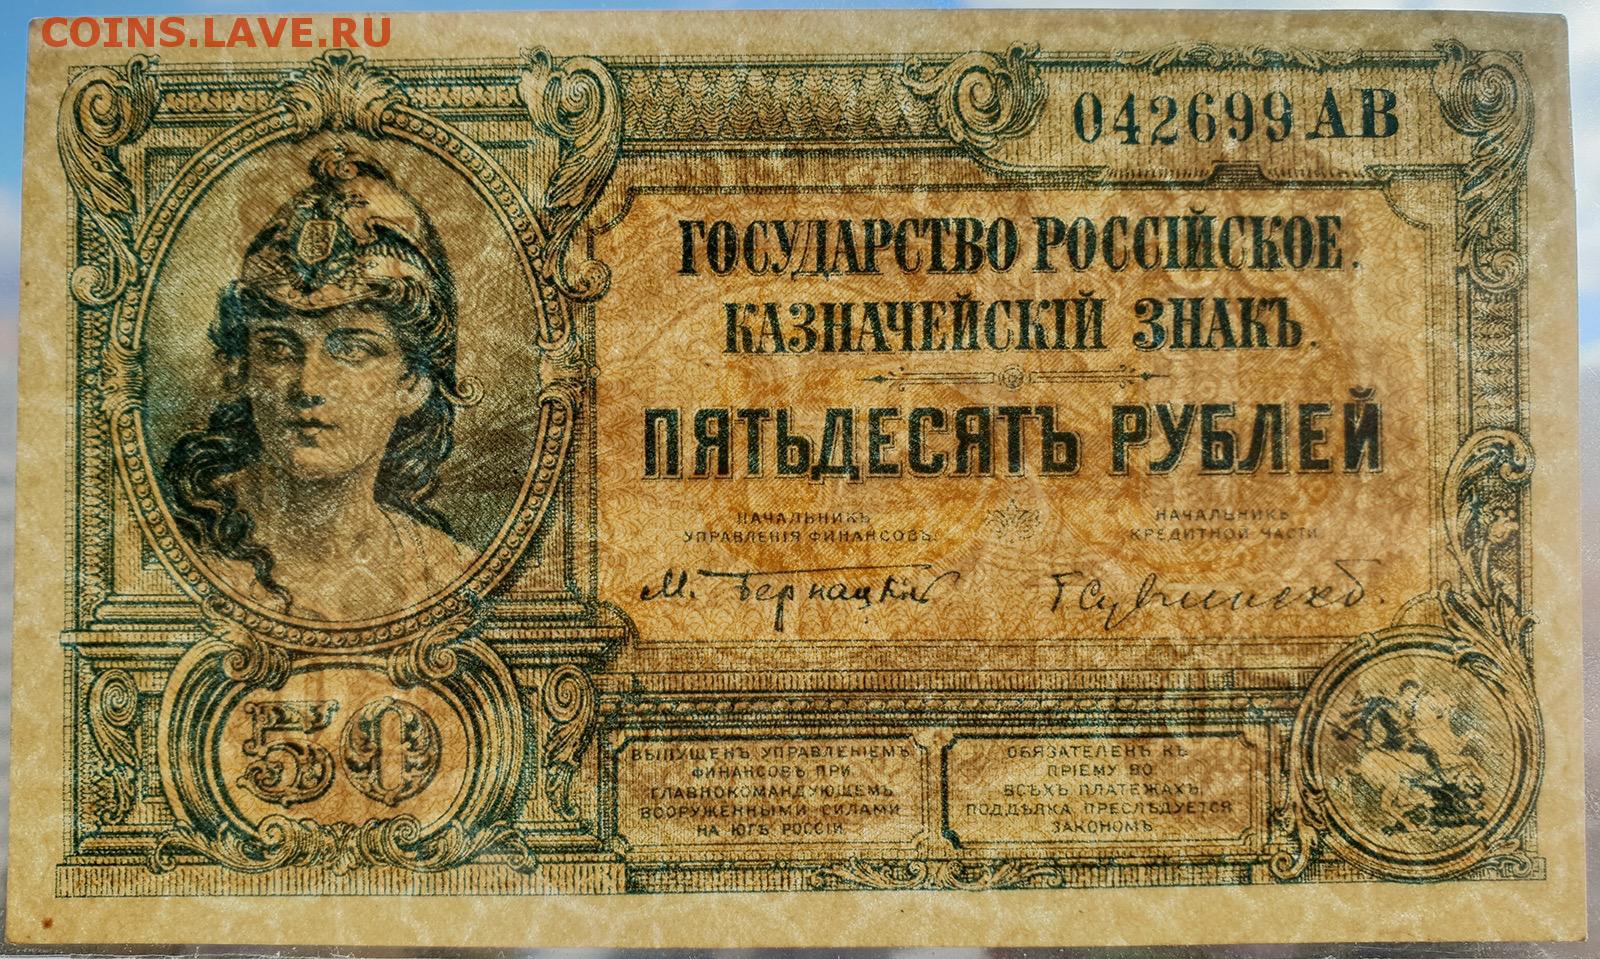 COINS.LAVE.RU
042699 АВ
ГОСУДАРСТВО РОССІЙСКОЕ.
КАЗНАЧЕЙСКІЙ ЗНАКЪ.
ПЯТЬДЕСЯТЪ РУБЛЕЙ
НАЧАЛЬНИКЪ
УПРАВЛЕНІЯ ФИНАНСОВЪ.
М. Бернацкій
НАЧАЛЬНИКЪ
КРЕДИТНОЙ ЧАСТИ
50
ВЫПУЩЕНЪ УПРАВЛЕНІЕМЪ
ФИНАНСОВЪ ПРИ
ГЛАВНОКОМАНДУЮЩЕМЪ
ВООРУЖЕННЫМИ СИЛАМИ
НА ЮГѢ РОССІИ
ОБЯЗАТЕЛЕНЪ КЪ
ПРІЕМУ ВО
ВСѢХЪ ПЛАТЕЖАХЪ,
ПОДДѢЛКА ПРЕСЛѢДУЕТСЯ
ЗАКОНОМЪ